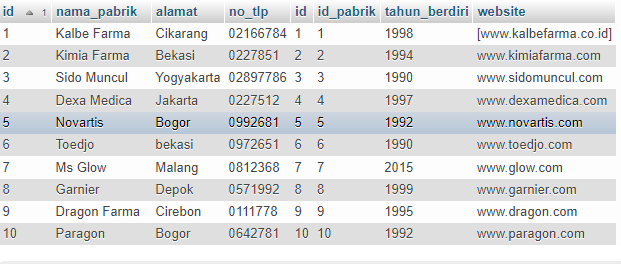 id 1 nama_pabrik alamat no_tlp id id_pabrik tahun_berdiri website
1 Kalbe Farma Cikarang 02166784 1 1 1998 [www.kalbefarma.co.id]
2 Kimia Farma Bekasi 0227851 2 2 1994 www.kimiafarma.com
3 Sido Muncul Yogyakarta 02897786 3 3 1990 www.sidomuncul.com
4 Dexa Medica Jakarta 0227512 4 4 1997 www.dexamedica.com
5 Novartis Bogor 0992681 5 5 1992 www.novartis.com
6 Toedjo bekasi 0972651 6 6 1990 www.toedjo.com
7 Ms Glow Malang 0812368 7 7 2015 www.glow.com
8 Garnier Depok 0571992 8 8 1999 www.garnier.com
9 Dragon Farma Cirebon 0111778 9 9 1995 www.dragon.com
10 Paragon Bogor 0642781 10 10 1992 www.paragon.com